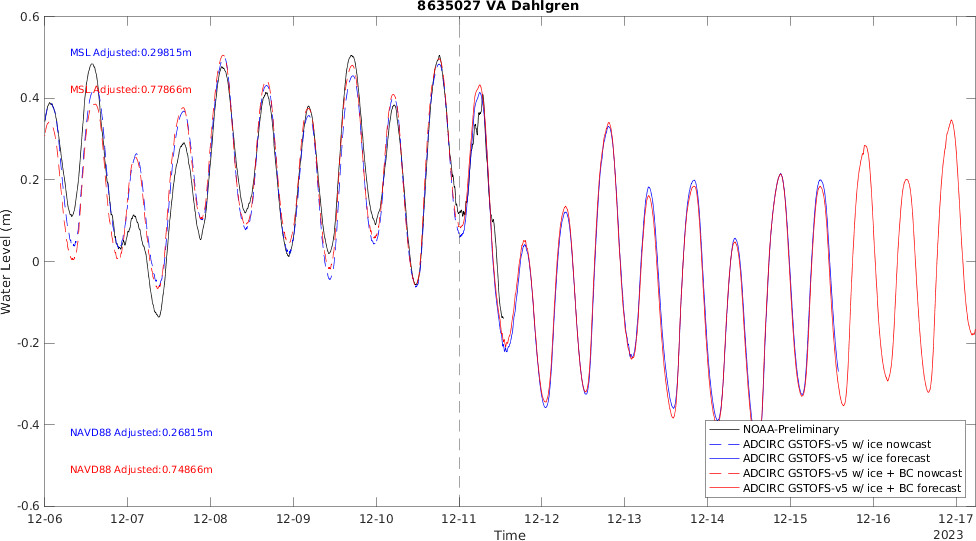 8635027 VA Dahlgren
0.6
0.4
0.2
0
-0.2
-0.4
-0.6
Water Level (m)
MSL Adjusted:0.29815m
MSL Adjusted:0.77866m
NAVD88 Adjusted:0.26815m
NAVD88 Adjusted:0.74866m
NOAA-Preliminary
ADCIRC GSTOFS-v5 w/ ice nowcast
ADCIRC GSTOFS-v5 w/ ice forecast
ADCIRC GSTOFS-v5 w/ ice + BC nowcast
ADCIRC GSTOFS-v5 w/ ice + BC forecast
12-06 12-07 12-08 12-09 12-10 12-11 12-12 12-13 12-14 12-15 12-16 12-17
Time
2023